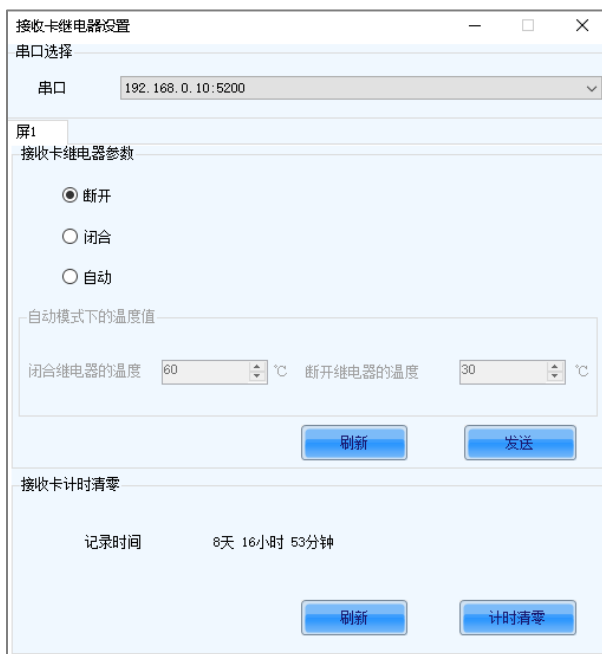 接收卡继电器设置
串口选择
串口 192.168.0.10:5200
屏1
接收卡继电器参数
断开
闭合
自动
自动模式下的温度值
闭合继电器的温度 60 ℃ 断开继电器的温度 30 ℃
刷新 发送
接收卡计时清零
记录时间 8天 16小时 53分钟
刷新 计时清零